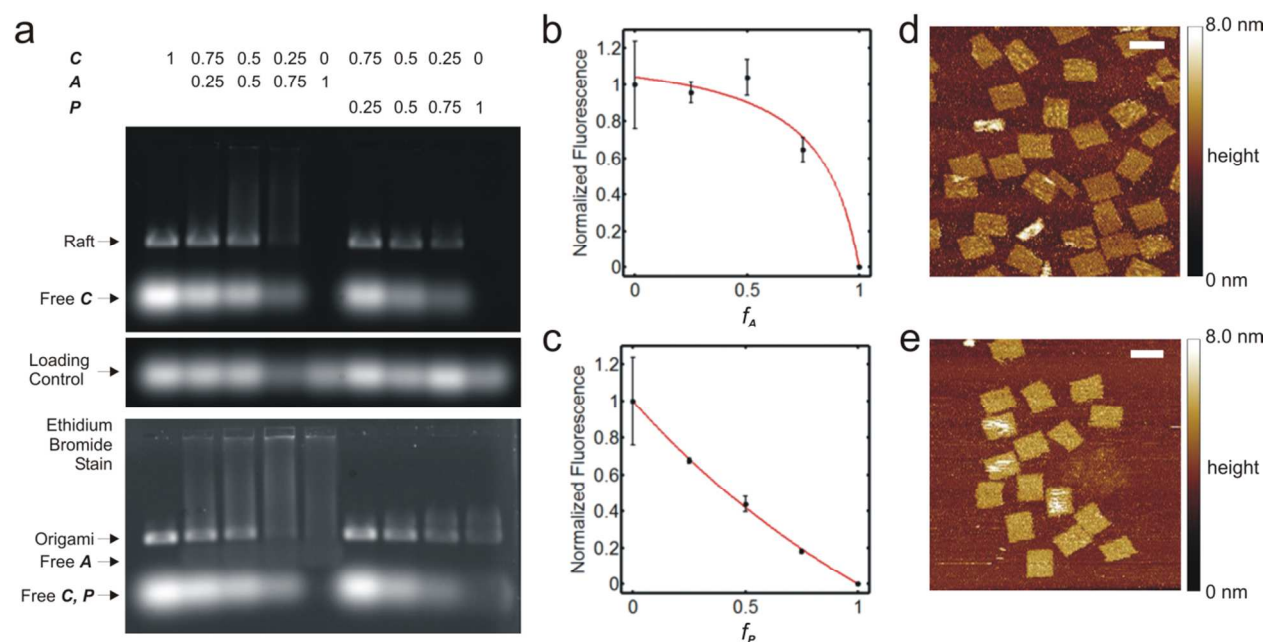 a
C 1 0.75 0.5 0.25 0 0.75 0.5 0.25 0
A 0.25 0.5 0.75 1
P 0.25 0.5 0.75 1
Raft
Free C
Loading
Control
Ethidium
Bromide
Stain
Origami
Free A
Free C, P
b
Normalized Fluorescence
1.2
1
0.8
0.6
0.4
0.2
0
0 0.5 1
fA
c
Normalized Fluorescence
1.2
1
0.8
0.6
0.4
0.2
0
0 0.5 1
fP
d
8.0 nm
height
0 nm
e
8.0 nm
height
0 nm